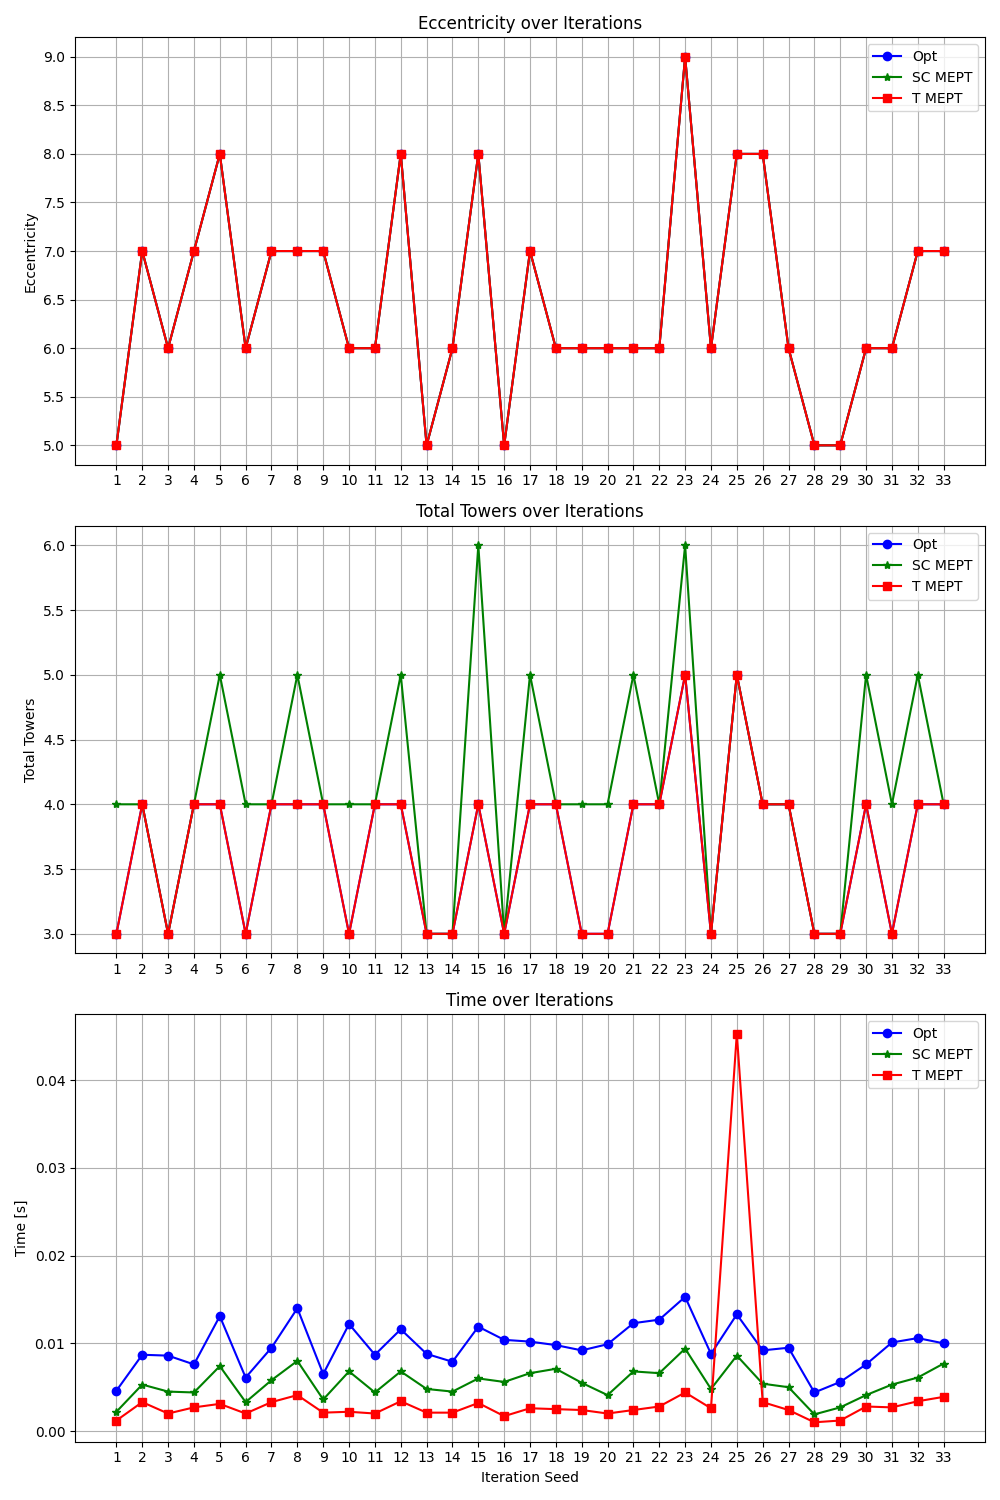 Eccentricity over Iterations
Eccentricity
9.0
8.5
8.0
7.5
7.0
6.5
6.0
5.5
5.0
Opt
SC MEPT
T MEPT
1 2 3 4 5 6 7 8 9 10 11 12 13 14 15 16 17 18 19 20 21 22 23 24 25 26 27 28 29 30 31 32 33
Total Towers over Iterations
Total Towers
6.0
5.5
5.0
4.5
4.0
3.5
3.0
Opt
SC MEPT
T MEPT
1 2 3 4 5 6 7 8 9 10 11 12 13 14 15 16 17 18 19 20 21 22 23 24 25 26 27 28 29 30 31 32 33
Time over Iterations
Time [s]
0.04
0.03
0.02
0.01
0.00
Opt
SC MEPT
T MEPT
1 2 3 4 5 6 7 8 9 10 11 12 13 14 15 16 17 18 19 20 21 22 23 24 25 26 27 28 29 30 31 32 33
Iteration Seed